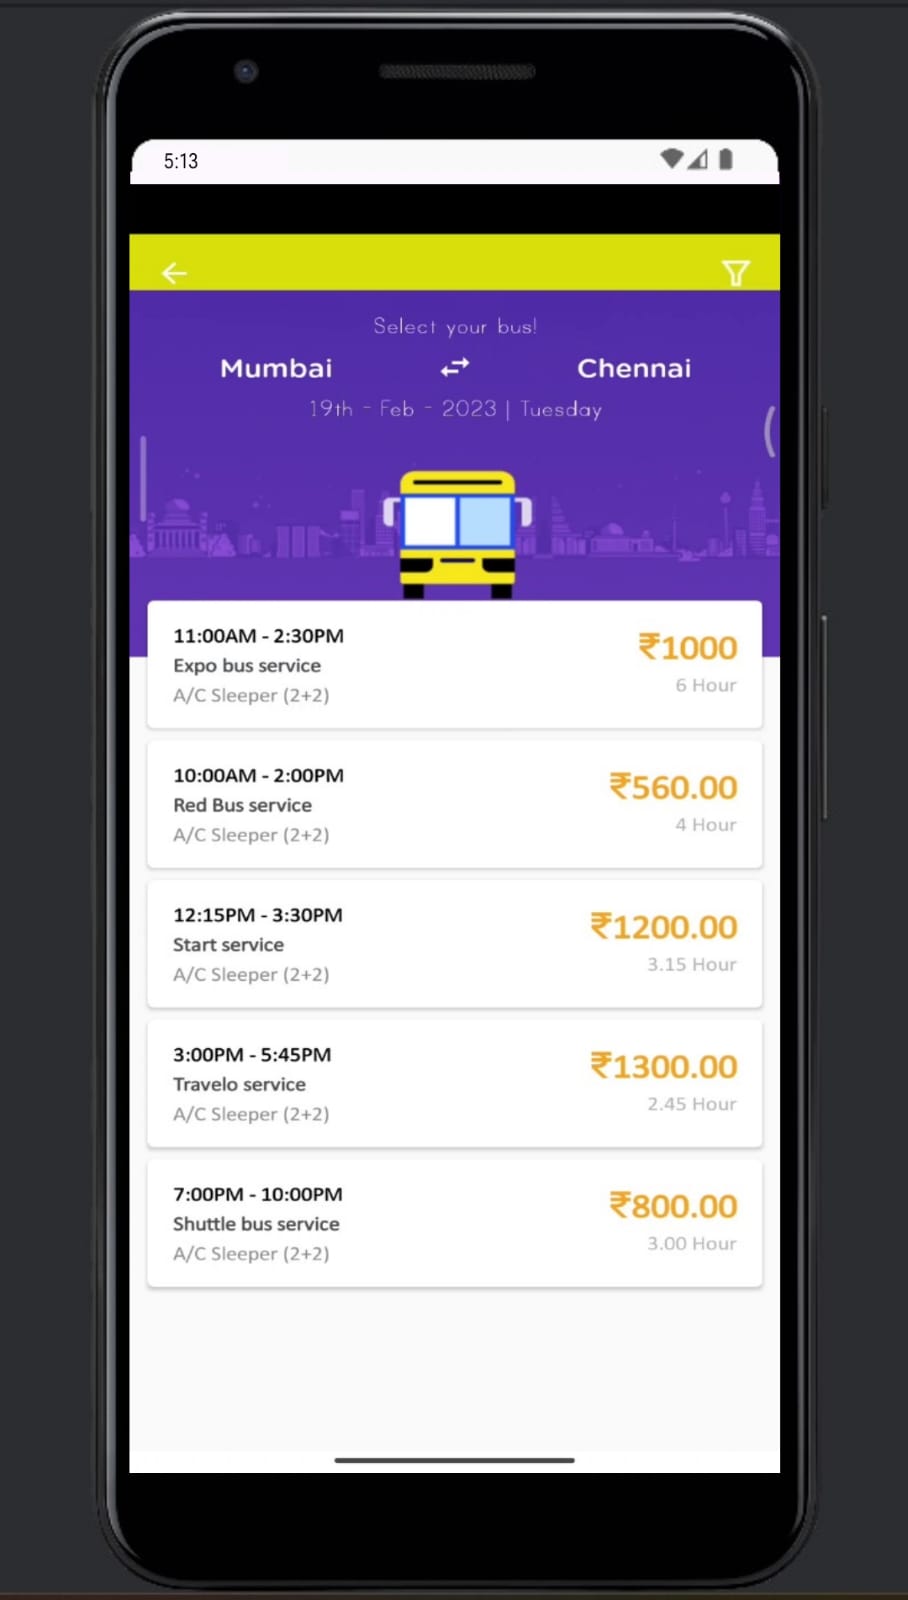 5:13
Select your bus!
Mumbai Chennai
19th - Feb - 2023 | Tuesday
11:00AM - 2:30PM ₹1000
Expo bus service
A/C Sleeper (2+2) 6 Hour
10:00AM - 2:00PM ₹560.00
Red Bus service
A/C Sleeper (2+2) 4 Hour
12:15PM - 3:30PM ₹1200.00
Start service
A/C Sleeper (2+2) 3.15 Hour
3:00PM - 5:45PM ₹1300.00
Travelo service
A/C Sleeper (2+2) 2.45 Hour
7:00PM - 10:00PM ₹800.00
Shuttle bus service
A/C Sleeper (2+2) 3.00 Hour